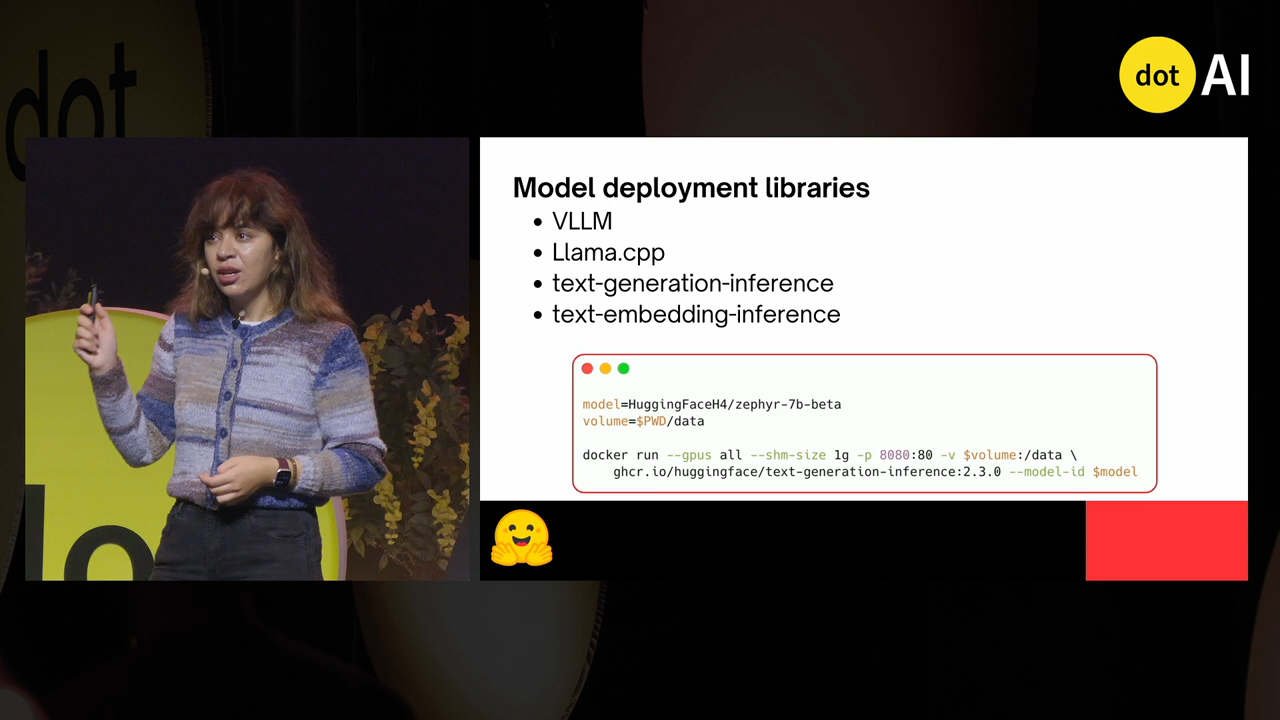 dot
dot AI
Model deployment libraries
• VLLM
• Llama.cpp
• text-generation-inference
• text-embedding-inference
model=HuggingFaceH4/zephyr-7b-beta
volume=$PWD/data
docker run --gpus all --shm-size 1g -p 8080:80 -v $volume:/data \
ghcr.io/huggingface/text-generation-inference:2.3.0 --model-id $model